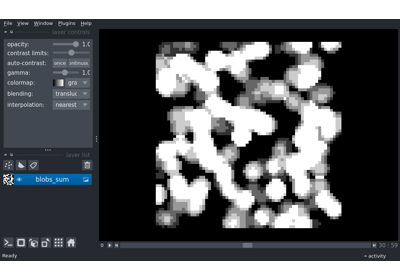 File View Window Plugins Help
layer controls
opacity: 1.0
contrast limits:
auto-contrast: once
gamma: 1.0
colormap: gra
blending: translu
interpolation: nearest
layer list
blobs_sum
0 30 59
Ready activity